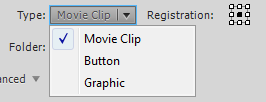 Type: Movie Clip Registration:
Movie Clip
Folder: Button
Graphic
anced